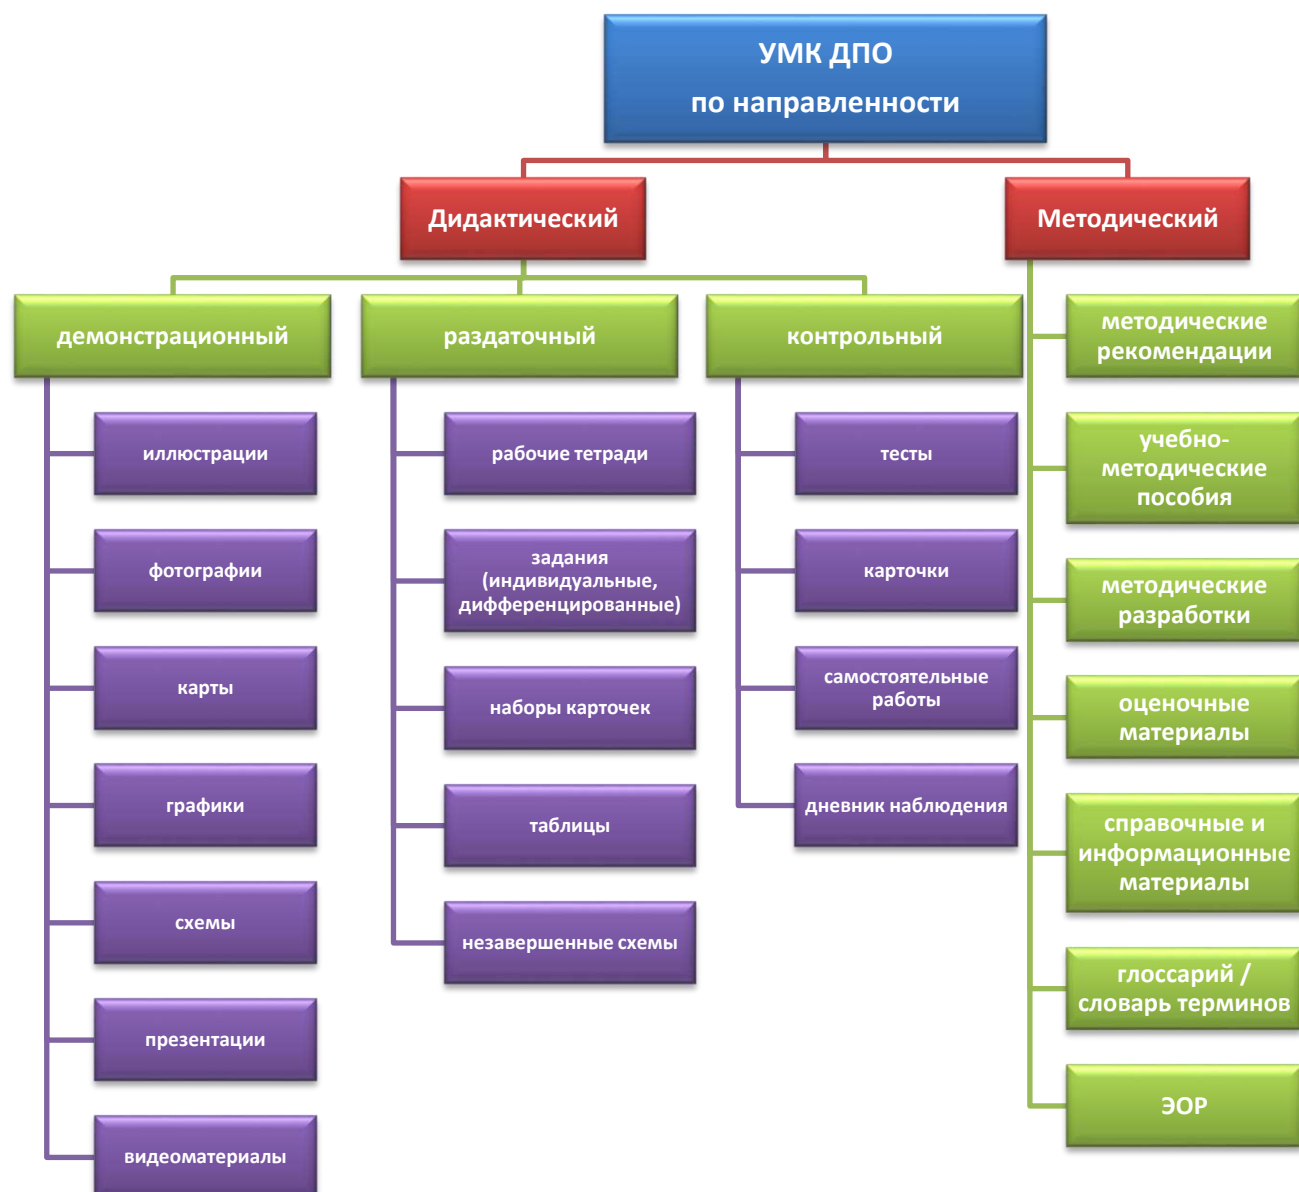 УМК ДПО
по направленности
Дидактический
Методический
демонстрационный
иллюстрации
фотографии
карты
графики
схемы
презентации
видеоматериалы
раздаточный
рабочие тетради
задания
(индивидуальные,
дифференцированные)
наборы карточек
таблицы
незавершенные схемы
контрольный
тесты
карточки
самостоятельные
работы
дневник наблюдения
методические
рекомендации
учебно-
методические
пособия
методические
разработки
оценочные
материалы
справочные и
информационные
материалы
глоссарий /
словарь терминов
ЭОР